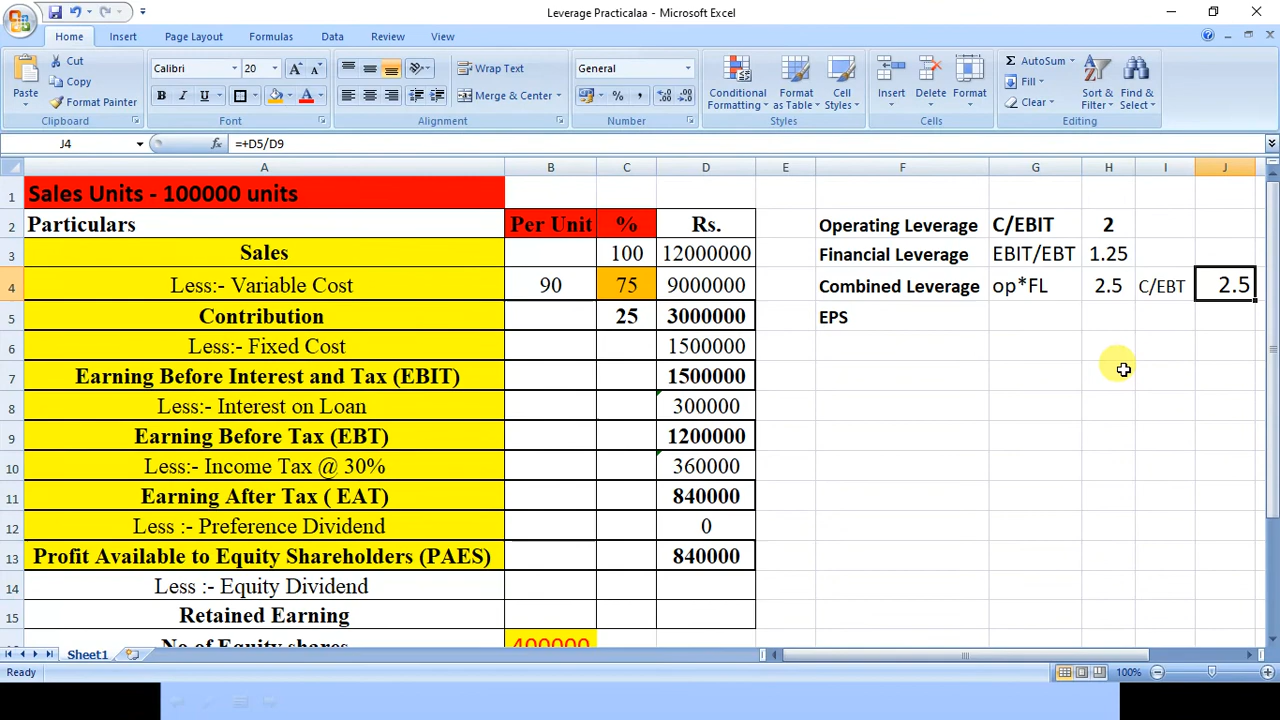 Leverage Practicalaa - Microsoft Excel
Home Insert Page Layout Formulas Data Review View
Paste
Cut
Copy
Format Painter
Clipboard
Calibri 20
B I U
Font
Wrap Text
Merge & Center
Alignment
General
Number
Conditional Formatting
Format as Table
Cell Styles
Styles
Insert Delete Format
Cells
AutoSum
Fill
Clear
Sort & Filter
Find & Select
Editing
J4 fx =+D5/D9
A B C D E F G H I J
1 Sales Units - 100000 units
2 Particulars Per Unit % Rs. Operating Leverage C/EBIT 2
3 Sales 100 12000000 Financial Leverage EBIT/EBT 1.25
4 Less:- Variable Cost 90 75 9000000 Combined Leverage op*FL 2.5 C/EBT 2.5
5 Contribution 25 3000000 EPS
6 Less:- Fixed Cost 1500000
7 Earning Before Interest and Tax (EBIT) 1500000
8 Less:- Interest on Loan 300000
9 Earning Before Tax (EBT) 1200000
10 Less:- Income Tax @ 30% 360000
11 Earning After Tax ( EAT) 840000
12 Less :- Preference Dividend 0
13 Profit Available to Equity Shareholders (PAES) 840000
14 Less :- Equity Dividend
15 Retained Earning
No of Equity shares 400000
Sheet1
Ready 100%